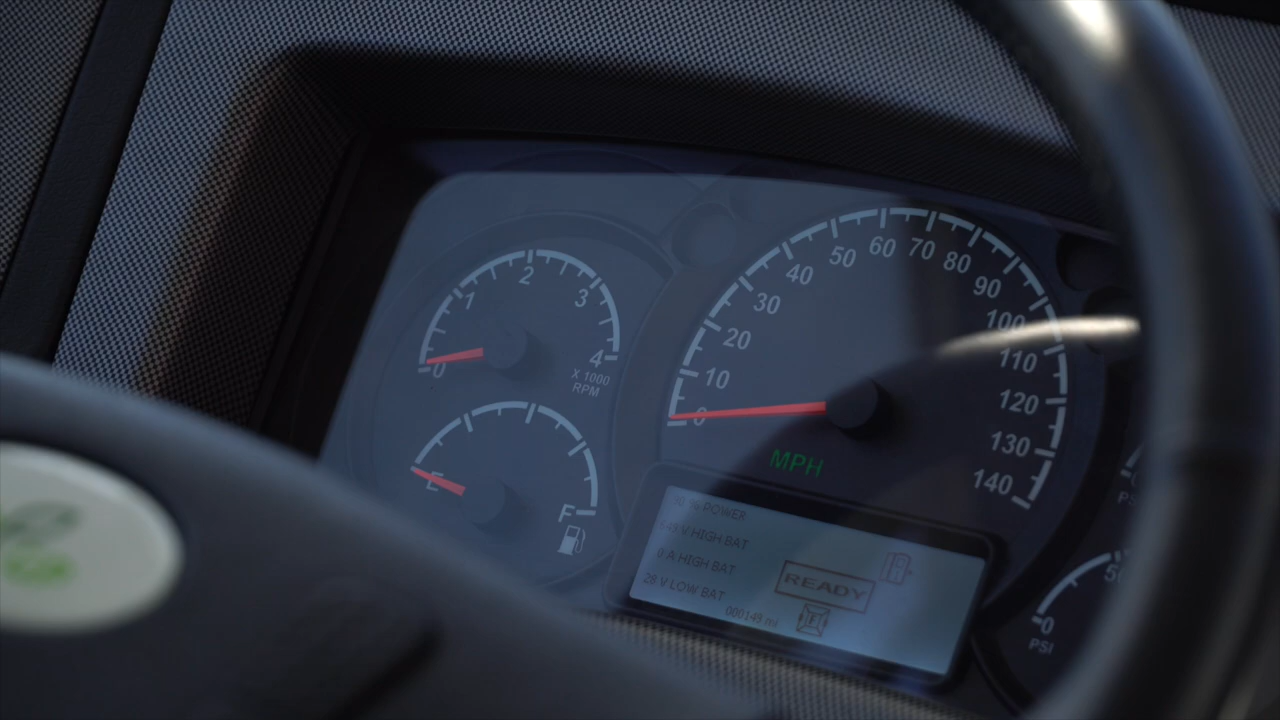 0 1 2 3 4
X 1000
RPM
E F
0 10 20 30 40 50 60 70 80 90 100 110 120 130 140
MPH
% POWER
V HIGH BAT
0 A HIGH BAT
28 V LOW BAT
000149 mi
READY
0
PSI